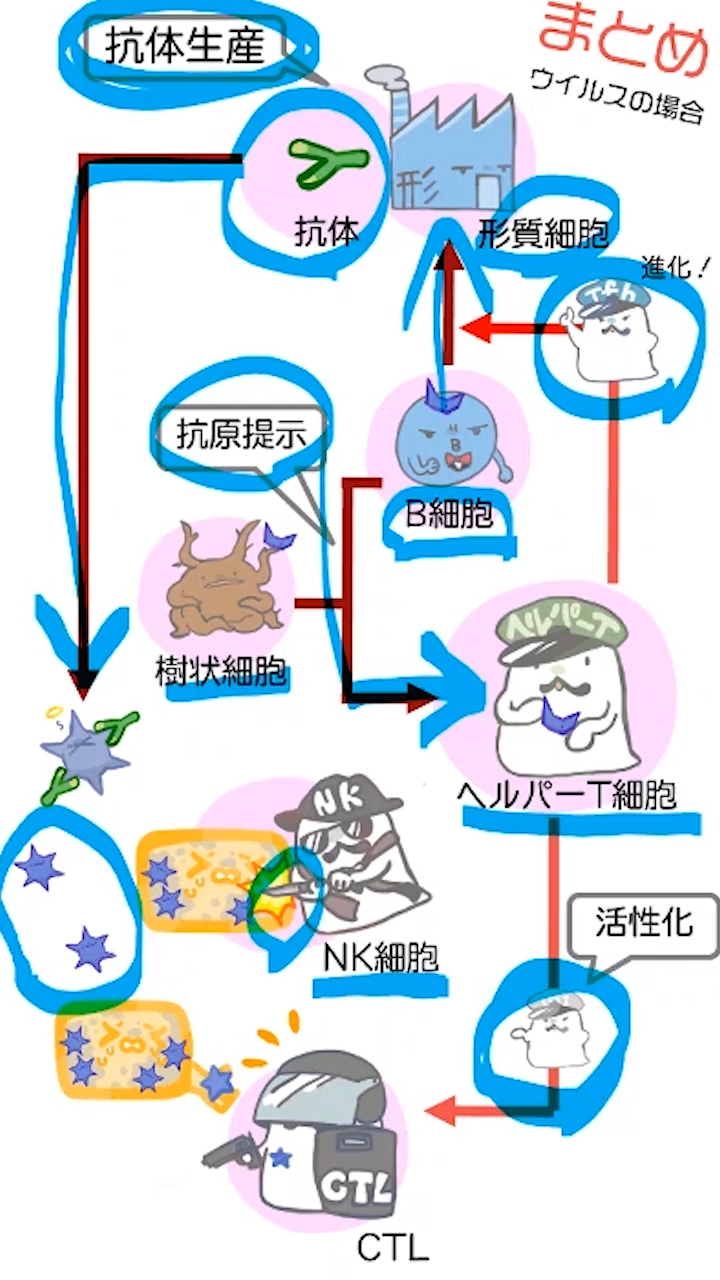 まとめ
ウイルスの場合
抗体生産
抗体
形
形質細胞
進化！
Tfh
抗原提示
B
B細胞
樹状細胞
ヘルパーT
ヘルパーT細胞
NK
NK細胞
活性化
CTL
CTL